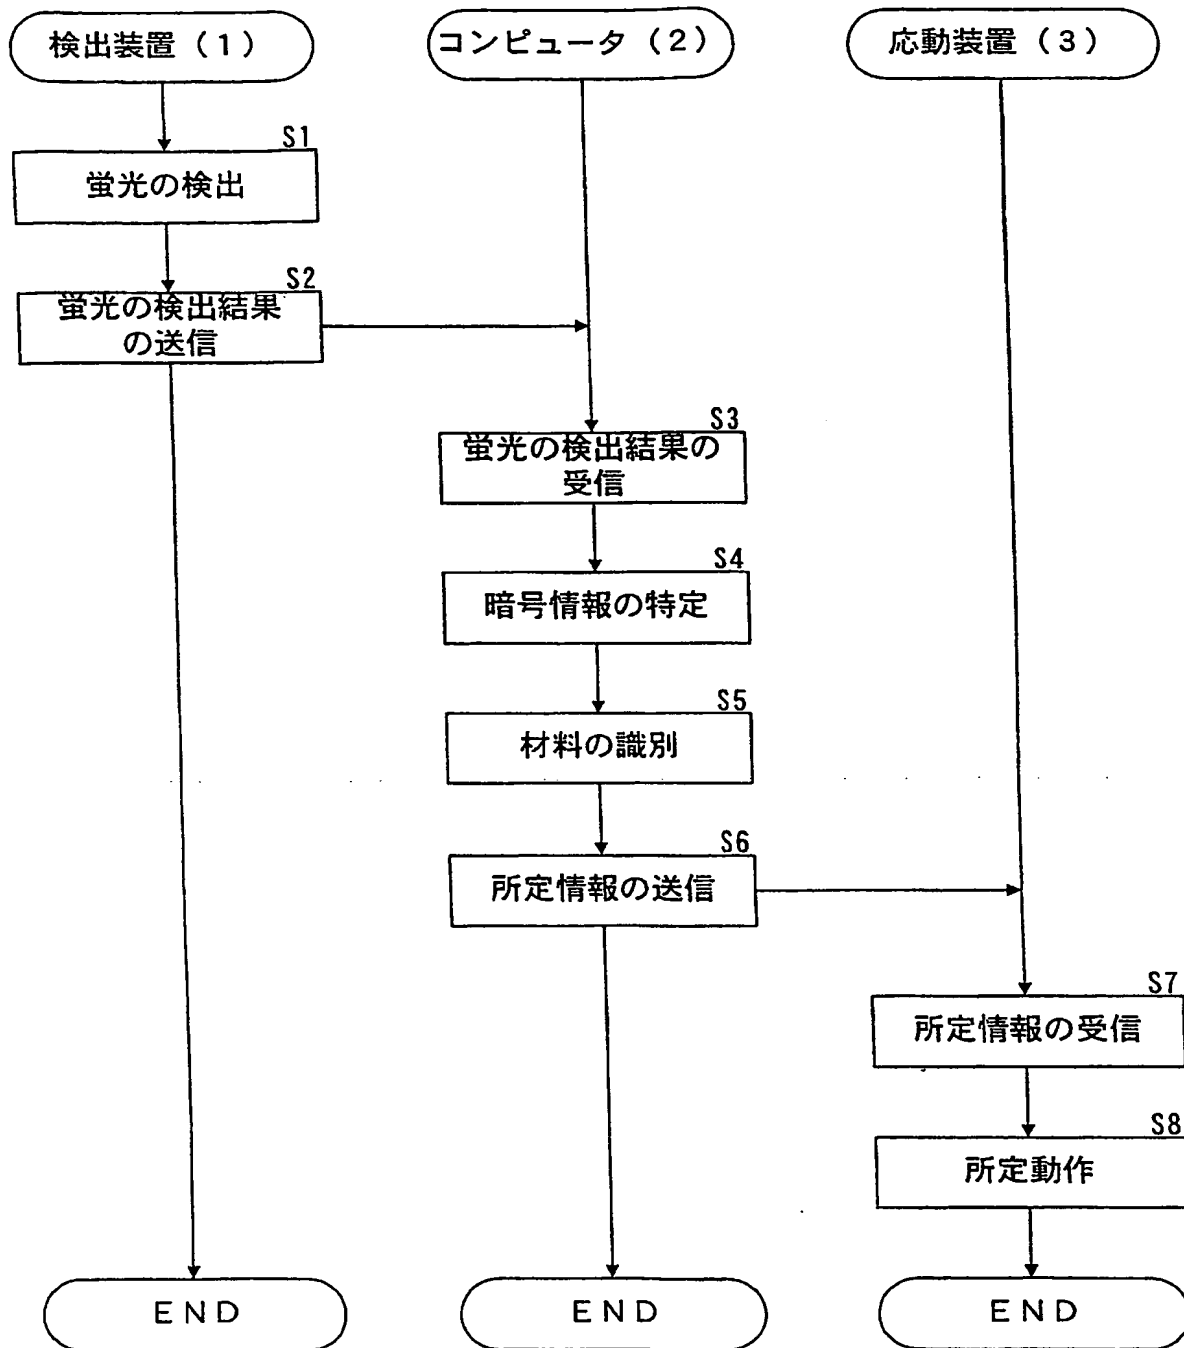 検出装置(1)
コンピュータ(2)
応動装置(3)
S1
蛍光の検出
S2
蛍光の検出結果
の送信
S3
蛍光の検出結果の
受信
S4
暗号情報の特定
S5
材料の識別
S6
所定情報の送信
S7
所定情報の受信
S8
所定動作
END
END
END